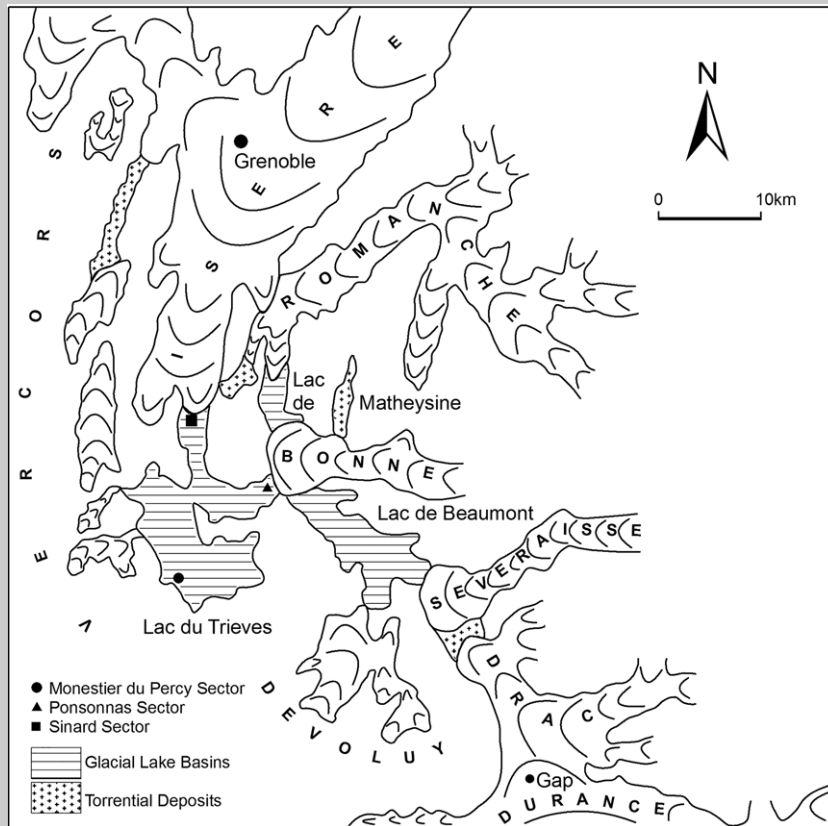 N
0 10km
Grenoble
ISERE
ROMANCHE
VERCORS
Lac de Matheysine
BONNE
Lac de Beaumont
SEVERAISSE
Lac du Trieves
DEVOLUY
DRAC
Gap
DURANCE
Monestier du Percy Sector
Ponsonnas Sector
Sinard Sector
Glacial Lake Basins
Torrential Deposits